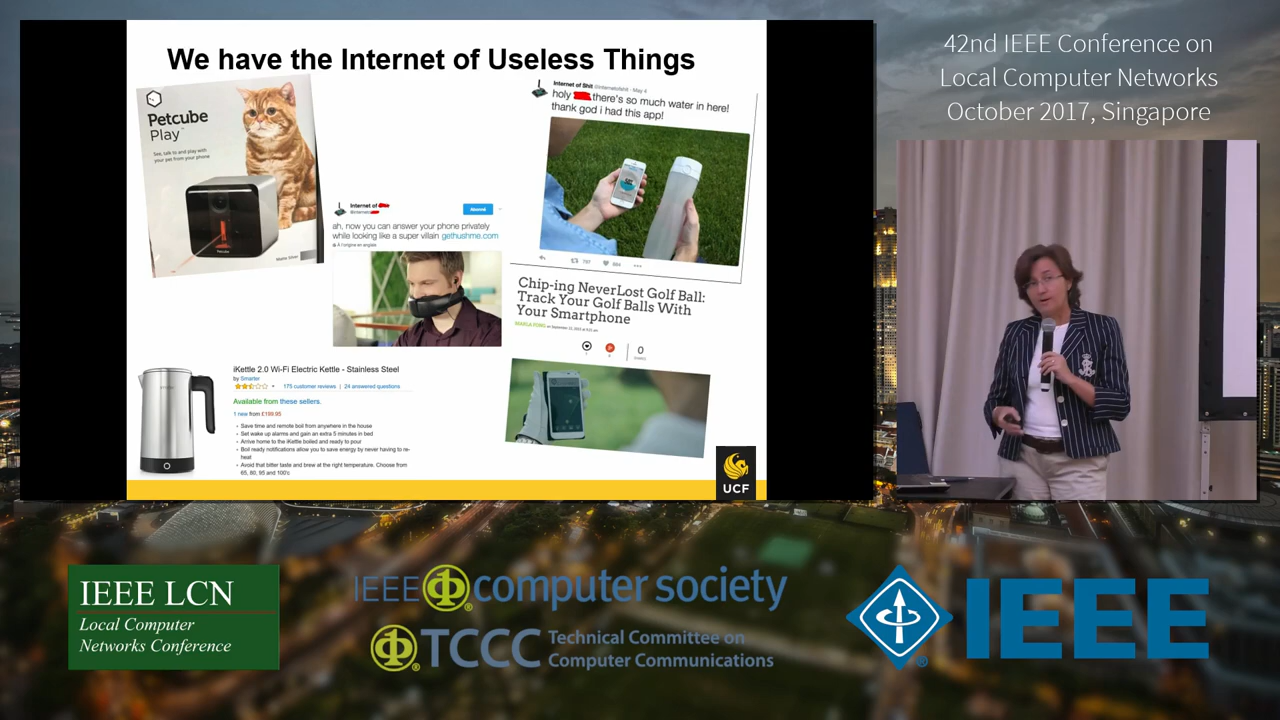 We have the Internet of Useless Things
Petcube
Play
See, talk to and play with
your pet from your phone
Internet of Shit @internetofshit · May 4
holy there's so much water in here!
thank god i had this app!
Internet of
ah, now you can answer your phone privately
while looking like a super villain gethushme.com
À l'origine en anglais
Chip-ing NeverLost Golf Ball:
Track Your Golf Balls With
Your Smartphone
0
iKettle 2.0 Wi-Fi Electric Kettle - Stainless Steel
by Smarter
175 customer reviews | 24 answered questions
Available from these sellers.
1 new from £199.95
Save time and remote boil from anywhere in the house
Set wake up alarms and gain an extra 5 minutes in bed
Arrive home to the iKettle boiled and ready to pour
Boil ready notifications allow you to save energy by never having to re-
heat
Avoid that bitter taste and brew at the right temperature. Choose from
65, 80, 95 and 100's
UCF
42nd IEEE Conference on
Local Computer Networks
October 2017, Singapore
IEEE LCN
Local Computer
Networks Conference
IEEE computer society
TCCC Technical Committee on
Computer Communications
IEEE